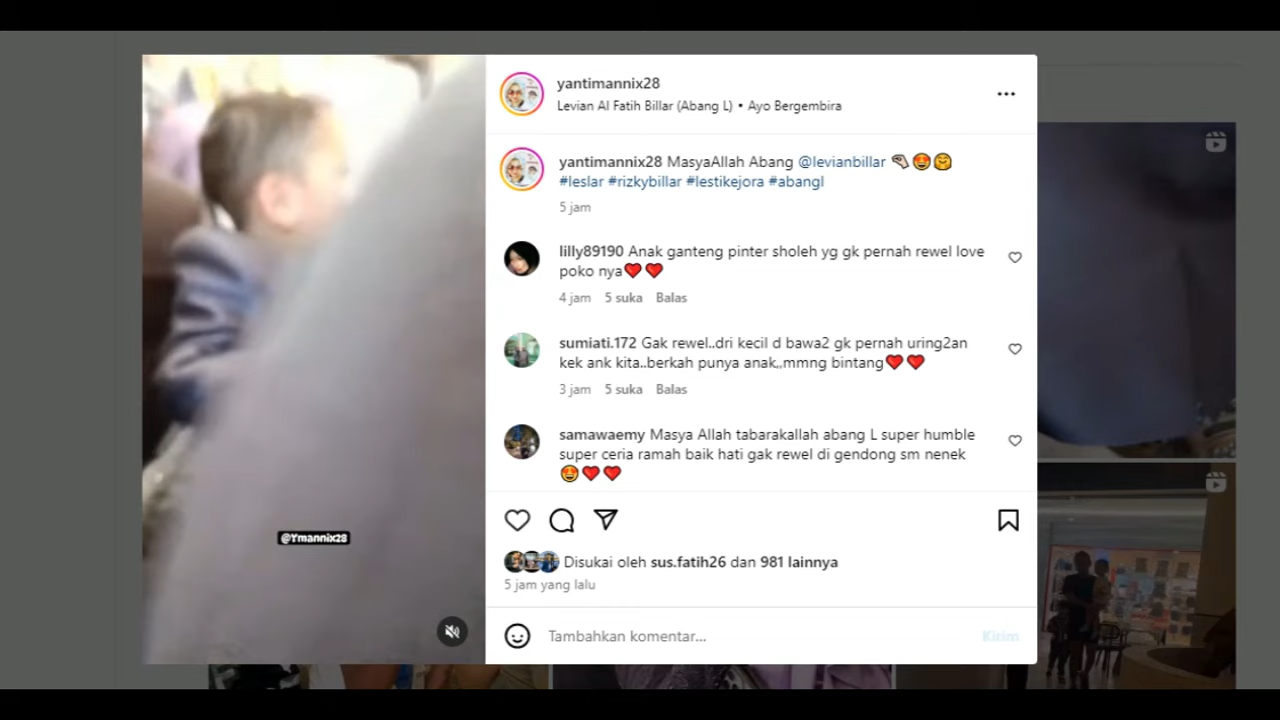 yantimannix28
Levian Al Fatih Billar (Abang L) • Ayo Bergembira
yantimannix28 MasyaAllah Abang @levianbillar
#leslar #rizkybillar #lestikejora #abangl
5 jam
lilly89190 Anak ganteng pinter sholeh yg gk pernah rewel love
poko nya❤️❤️
4 jam 5 suka Balas
sumiati.172 Gak rewel..dri kecil d bawa2 gk pernah uring2an
kek ank kita..berkah punya anak,,mmng bintang❤️❤️
3 jam 5 suka Balas
samawaemy Masya Allah tabarakallah abang L super humble
super ceria ramah baik hati gak rewel di gendong sm nenek
🤩❤️❤️
@Ymannix28
Disukai oleh sus.fatih26 dan 981 lainnya
5 jam yang lalu
Tambahkan komentar...
Kirim